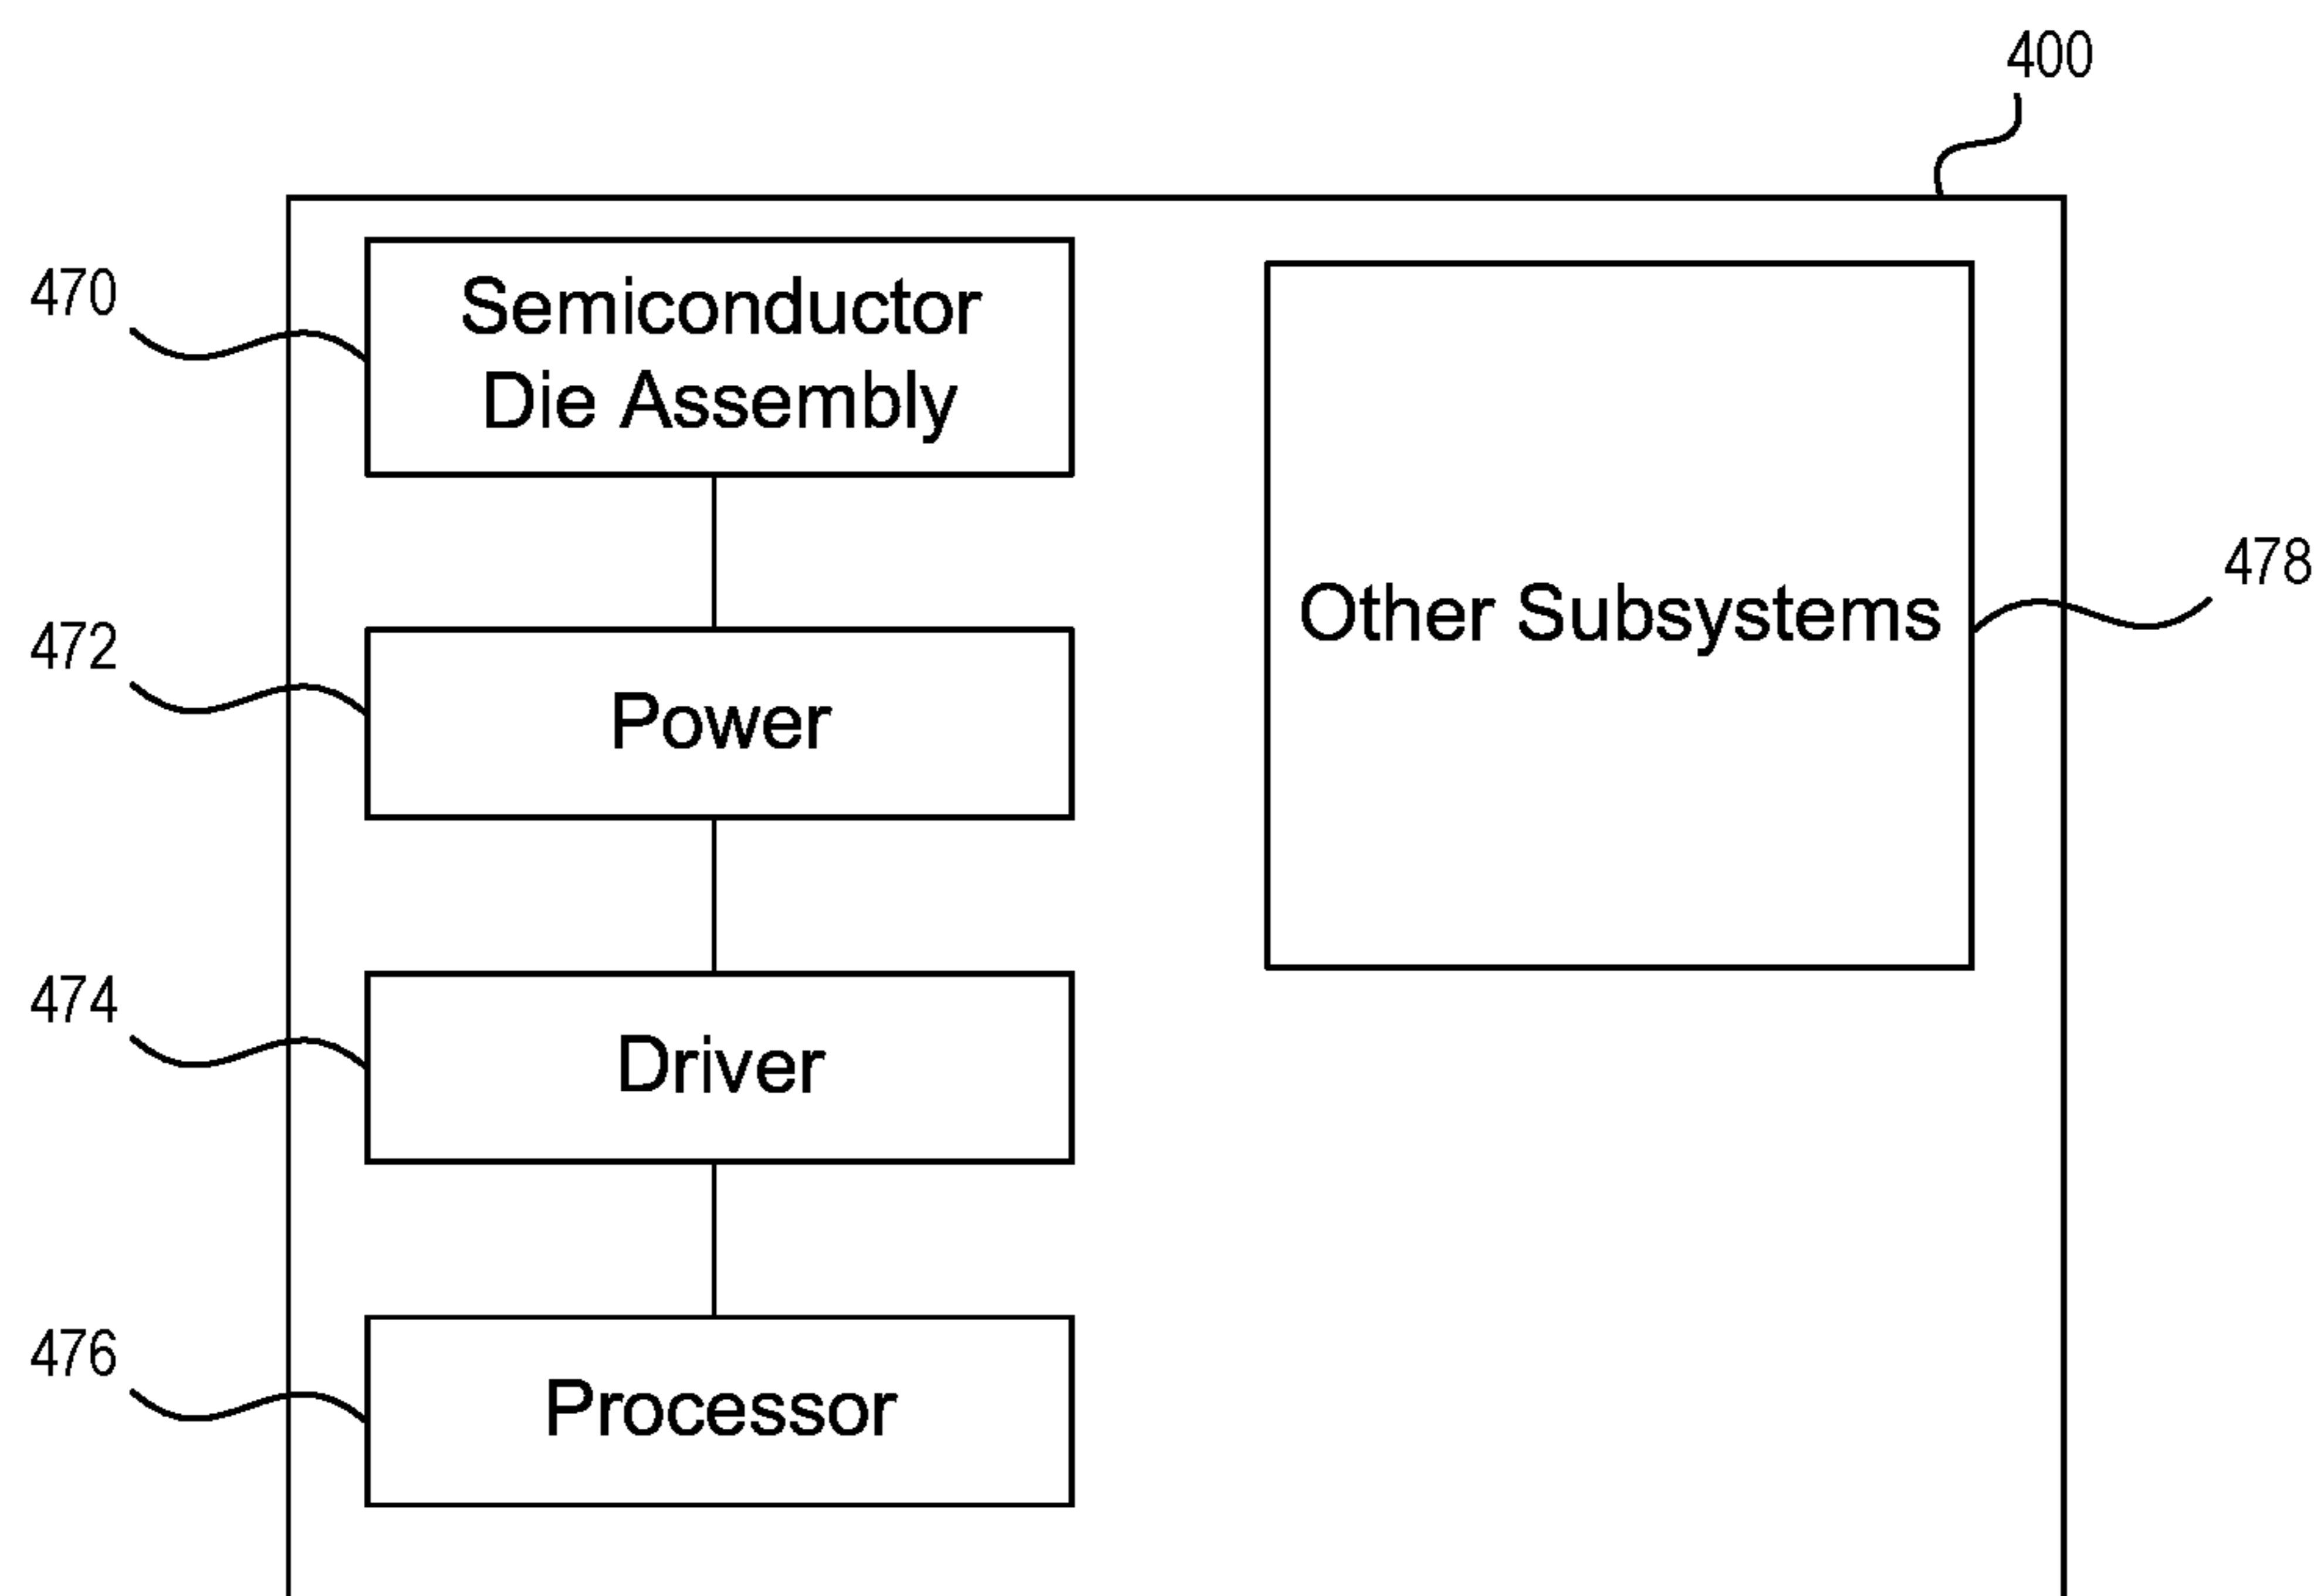 400
470
Semiconductor
Die Assembly
478
Other Subsystems
472
Power
474
Driver
476
Processor